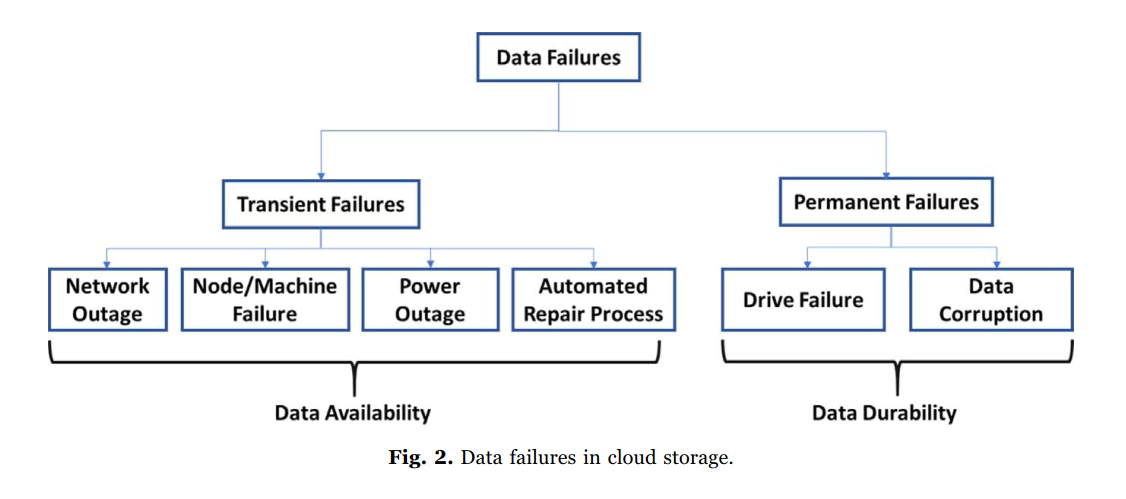 Data Failures
Transient Failures
Permanent Failures
Network
Outage
Node/Machine
Failure
Power
Outage
Automated
Repair Process
Drive Failure
Data
Corruption
Data Availability
Data Durability
Fig. 2. Data failures in cloud storage.